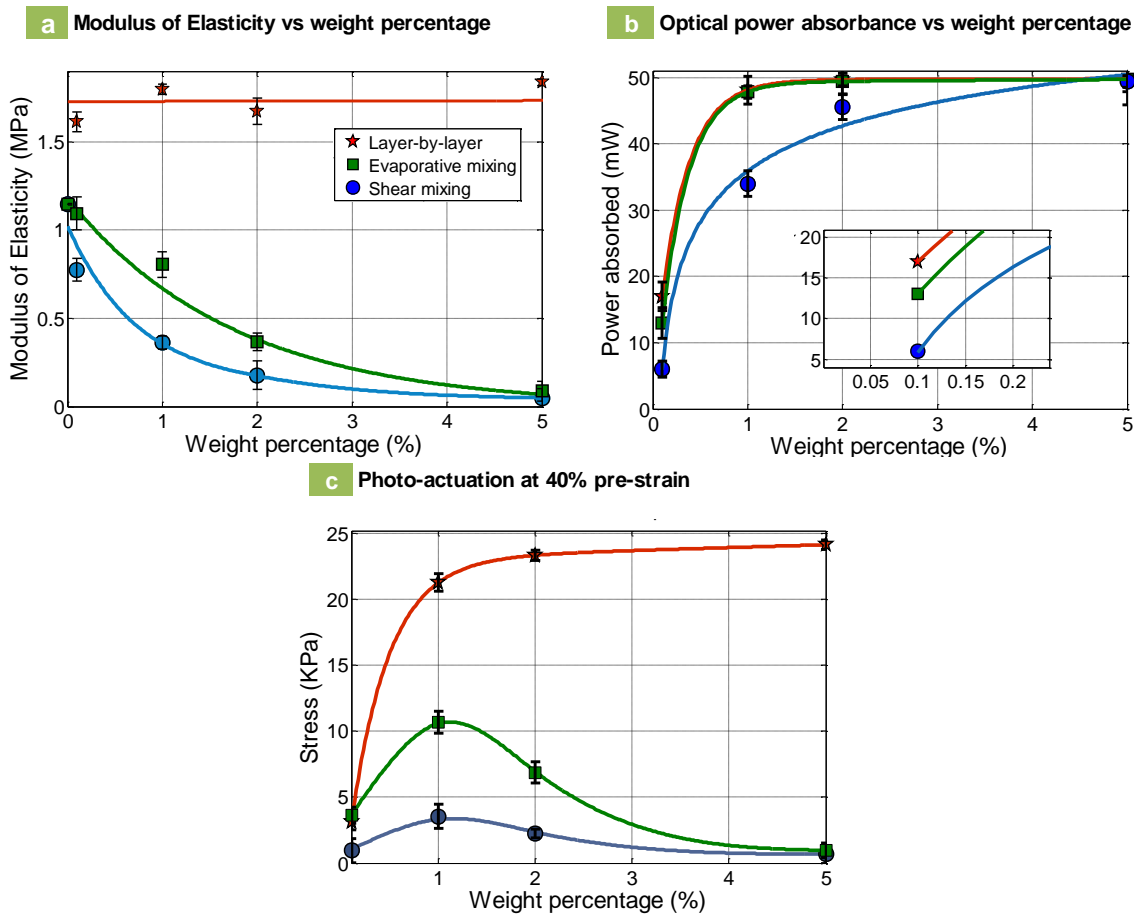 a Modulus of Elasticity vs weight percentage
Modulus of Elasticity (MPa)
1.5
1
0.5
0
0 1 2 3 4 5
Weight percentage (%)
Layer-by-layer
Evaporative mixing
Shear mixing
b Optical power absorbance vs weight percentage
Power absorbed (mW)
50
40
30
20
10
0
0 1 2 3 4 5
Weight percentage (%)
20
15
10
5
0.05 0.1 0.15 0.2
c Photo-actuation at 40% pre-strain
Stress (KPa)
25
20
15
10
5
0
1 2 3 4 5
Weight percentage (%)